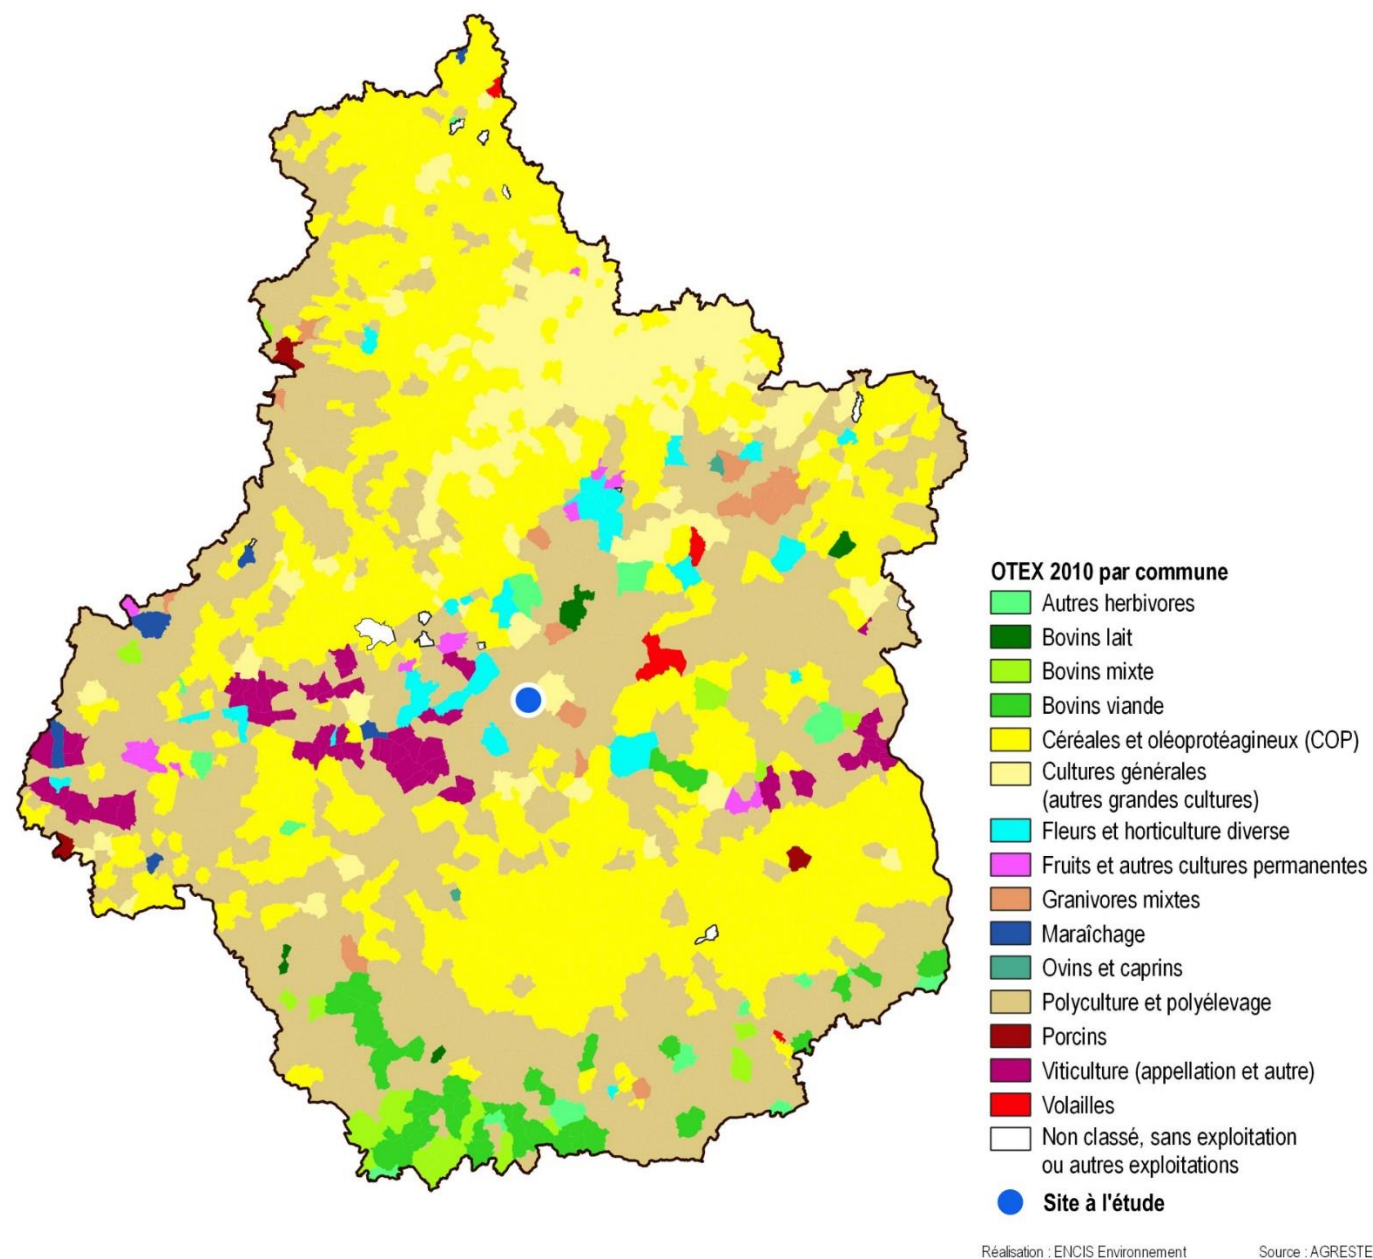 OTEX 2010 par commune
Autres herbivores
Bovins lait
Bovins mixte
Bovins viande
Céréales et oléoprotéagineux (COP)
Cultures générales
(autres grandes cultures)
Fleurs et horticulture diverse
Fruits et autres cultures permanentes
Granivores mixtes
Maraîchage
Ovins et caprins
Polyculture et polyélevage
Porcins
Viticulture (appellation et autre)
Volailles
Non classé, sans exploitation
ou autres exploitations
Site à l'étude
Réalisation : ENCIS Environnement Source : AGRESTE